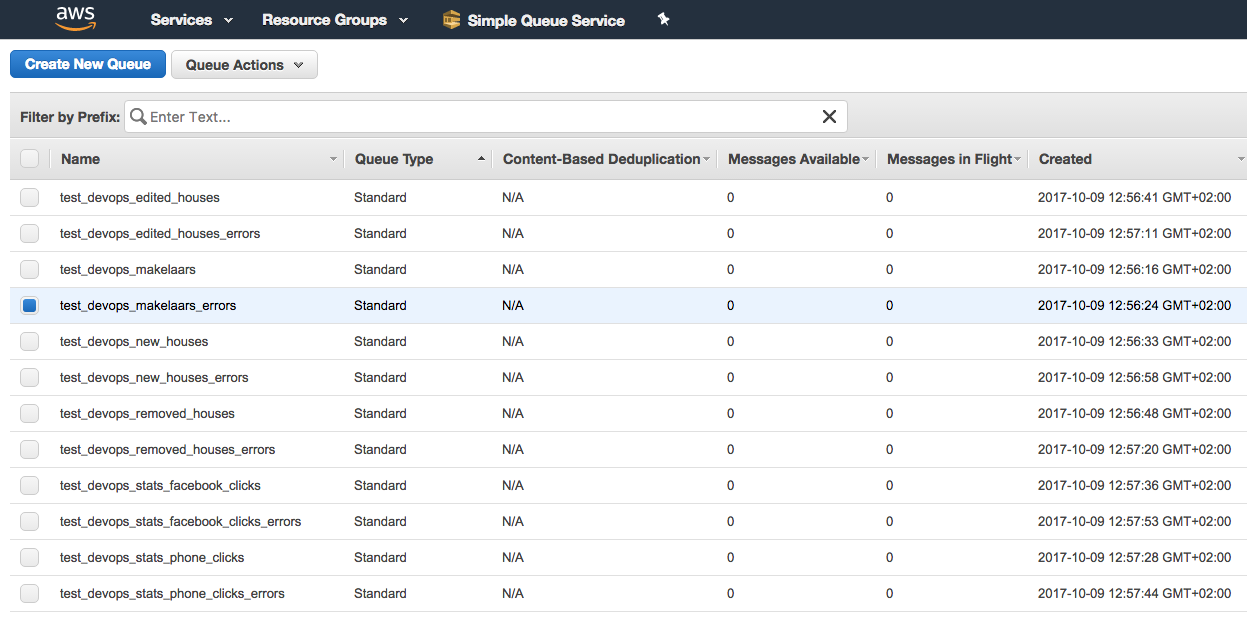 aws Services Resource Groups Simple Queue Service
Create New Queue Queue Actions
Filter by Prefix: Enter Text...
Name Queue Type Content-Based Deduplication Messages Available Messages in Flight Created
test_devops_edited_houses Standard N/A 0 0 2017-10-09 12:56:41 GMT+02:00
test_devops_edited_houses_errors Standard N/A 0 0 2017-10-09 12:57:11 GMT+02:00
test_devops_makelaars Standard N/A 0 0 2017-10-09 12:56:16 GMT+02:00
test_devops_makelaars_errors Standard N/A 0 0 2017-10-09 12:56:24 GMT+02:00
test_devops_new_houses Standard N/A 0 0 2017-10-09 12:56:33 GMT+02:00
test_devops_new_houses_errors Standard N/A 0 0 2017-10-09 12:56:58 GMT+02:00
test_devops_removed_houses Standard N/A 0 0 2017-10-09 12:56:48 GMT+02:00
test_devops_removed_houses_errors Standard N/A 0 0 2017-10-09 12:57:20 GMT+02:00
test_devops_stats_facebook_clicks Standard N/A 0 0 2017-10-09 12:57:36 GMT+02:00
test_devops_stats_facebook_clicks_errors Standard N/A 0 0 2017-10-09 12:57:53 GMT+02:00
test_devops_stats_phone_clicks Standard N/A 0 0 2017-10-09 12:57:28 GMT+02:00
test_devops_stats_phone_clicks_errors Standard N/A 0 0 2017-10-09 12:57:44 GMT+02:00